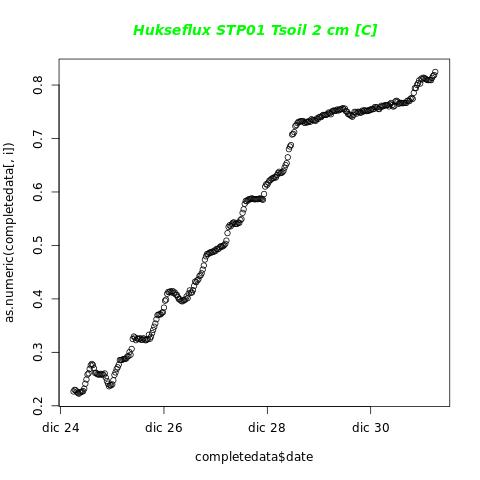 Hukseflux STP01 Tsoil 2 cm [C]
as.numeric(completedata[, i])
0.8
0.7
0.6
0.5
0.4
0.3
0.2
dic 24
dic 26
dic 28
dic 30
completedata$date